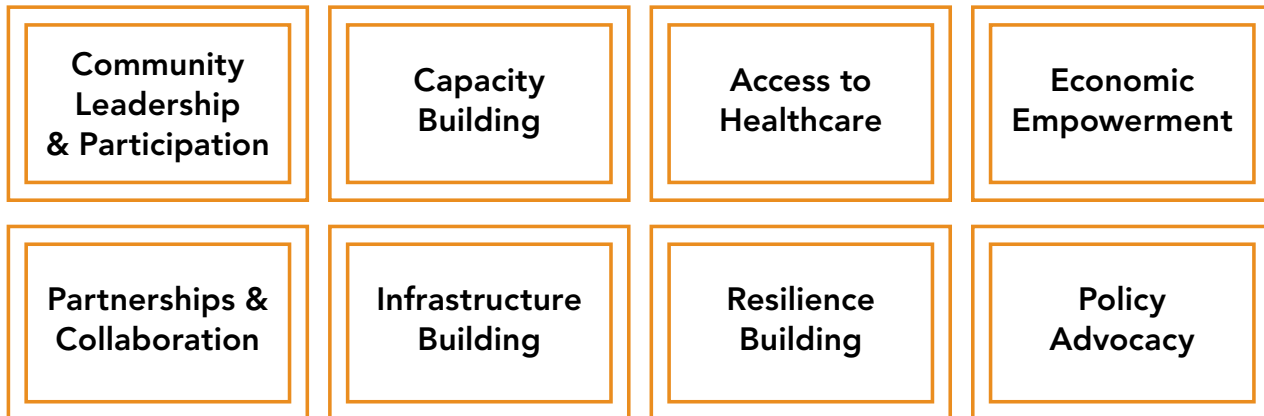 Community
Leadership
& Participation
Capacity
Building
Access to
Healthcare
Economic
Empowerment
Partnerships &
Collaboration
Infrastructure
Building
Resilience
Building
Policy
Advocacy